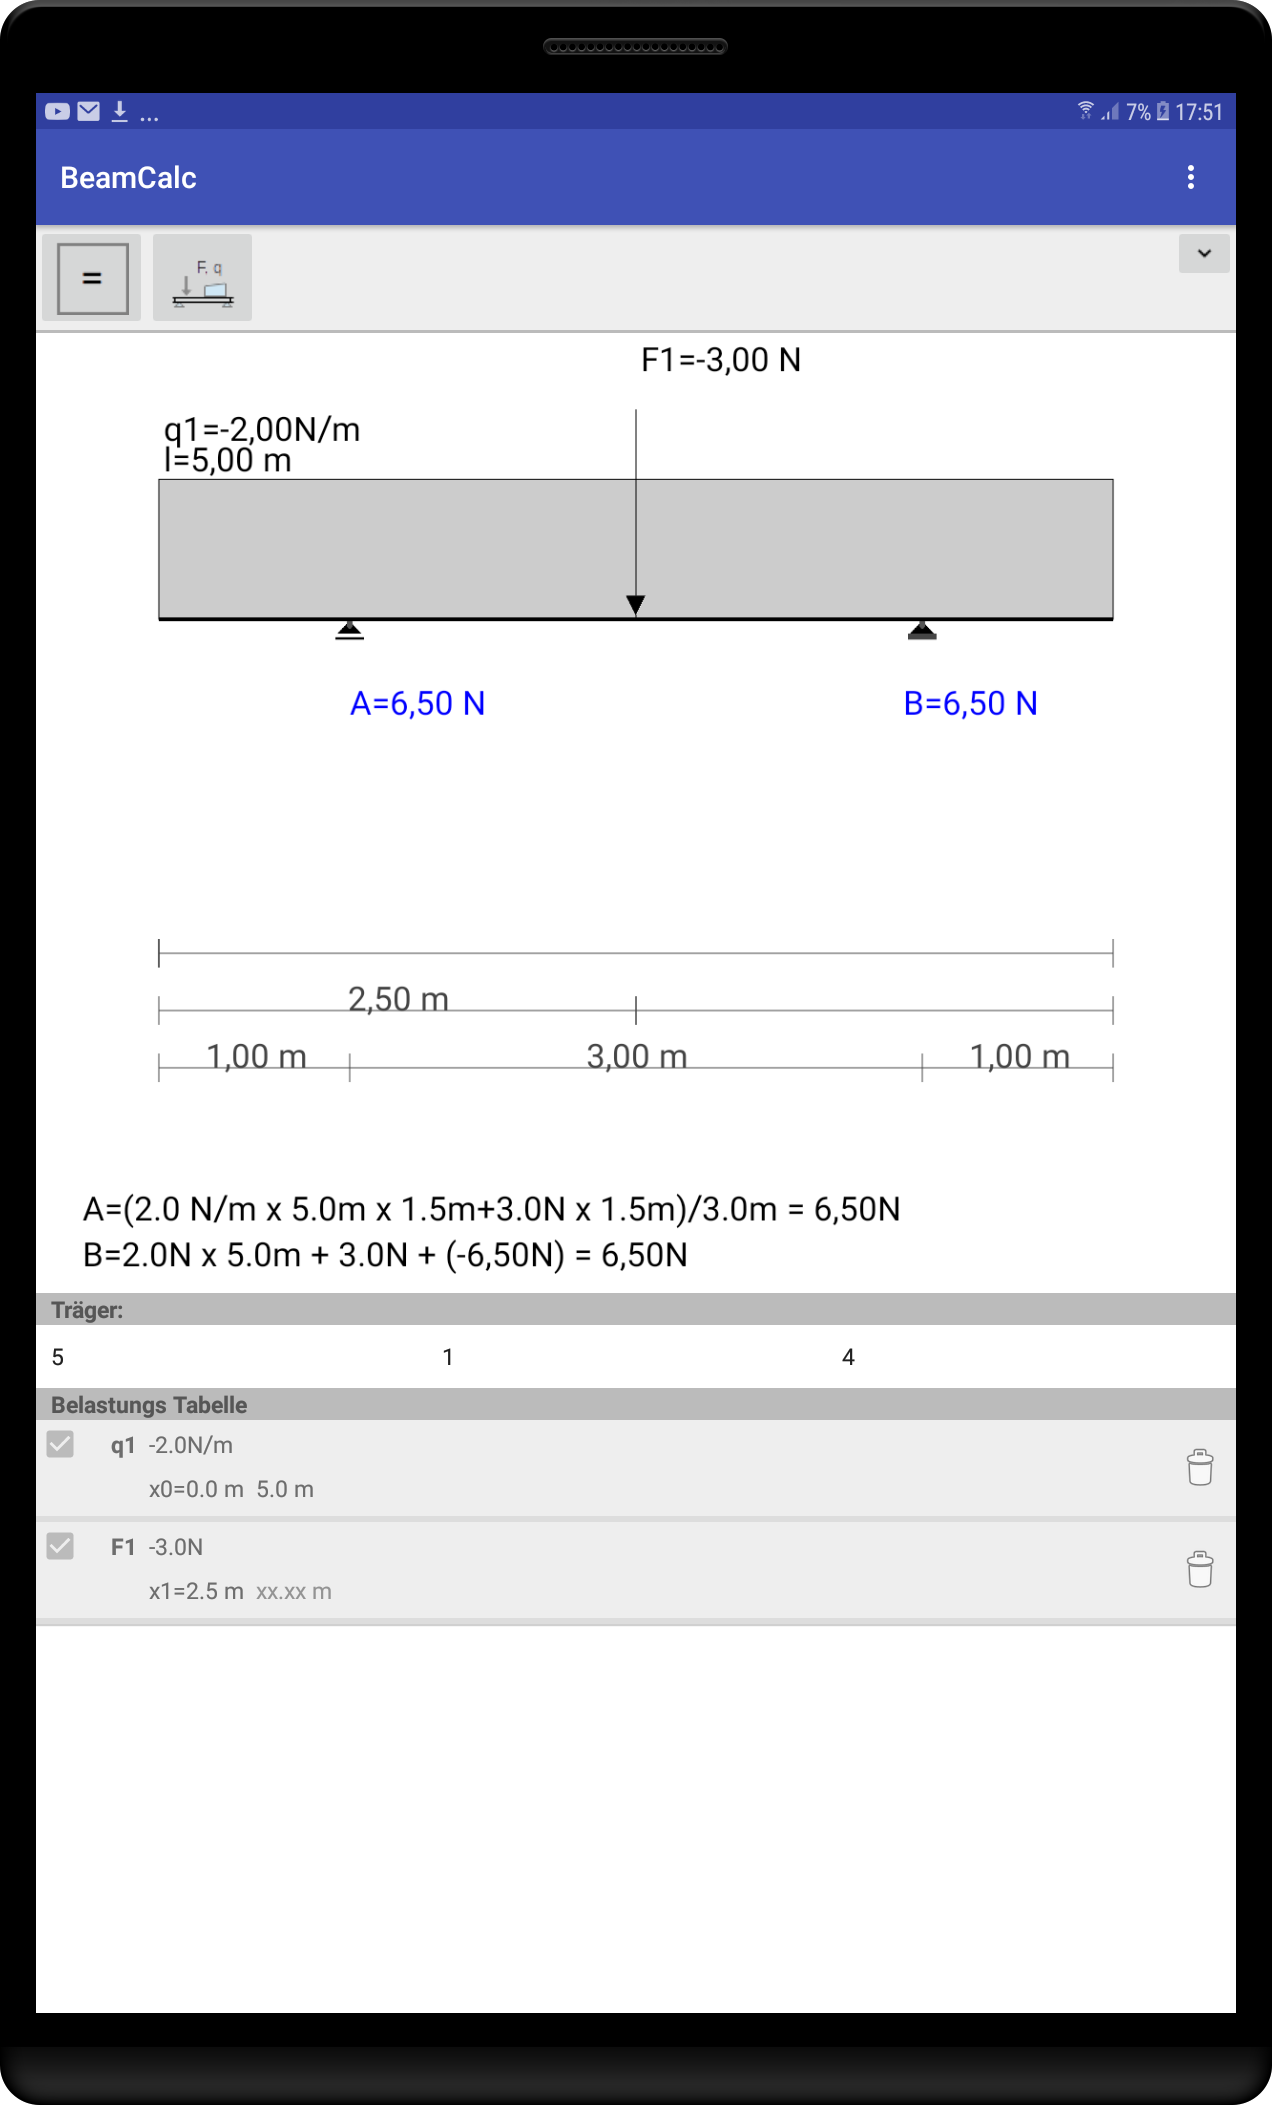 ... 7% 17:51
BeamCalc
=
F, q
F1=-3,00 N
q1=-2,00N/m
l=5,00 m
A=6,50 N B=6,50 N
2,50 m
1,00 m 3,00 m 1,00 m
A=(2.0 N/m x 5.0m x 1.5m+3.0N x 1.5m)/3.0m = 6,50N
B=2.0N x 5.0m + 3.0N + (-6,50N) = 6,50N
Träger:
5 1 4
Belastungs Tabelle
q1 -2.0N/m
x0=0.0 m 5.0 m
F1 -3.0N
x1=2.5 m xx.xx m